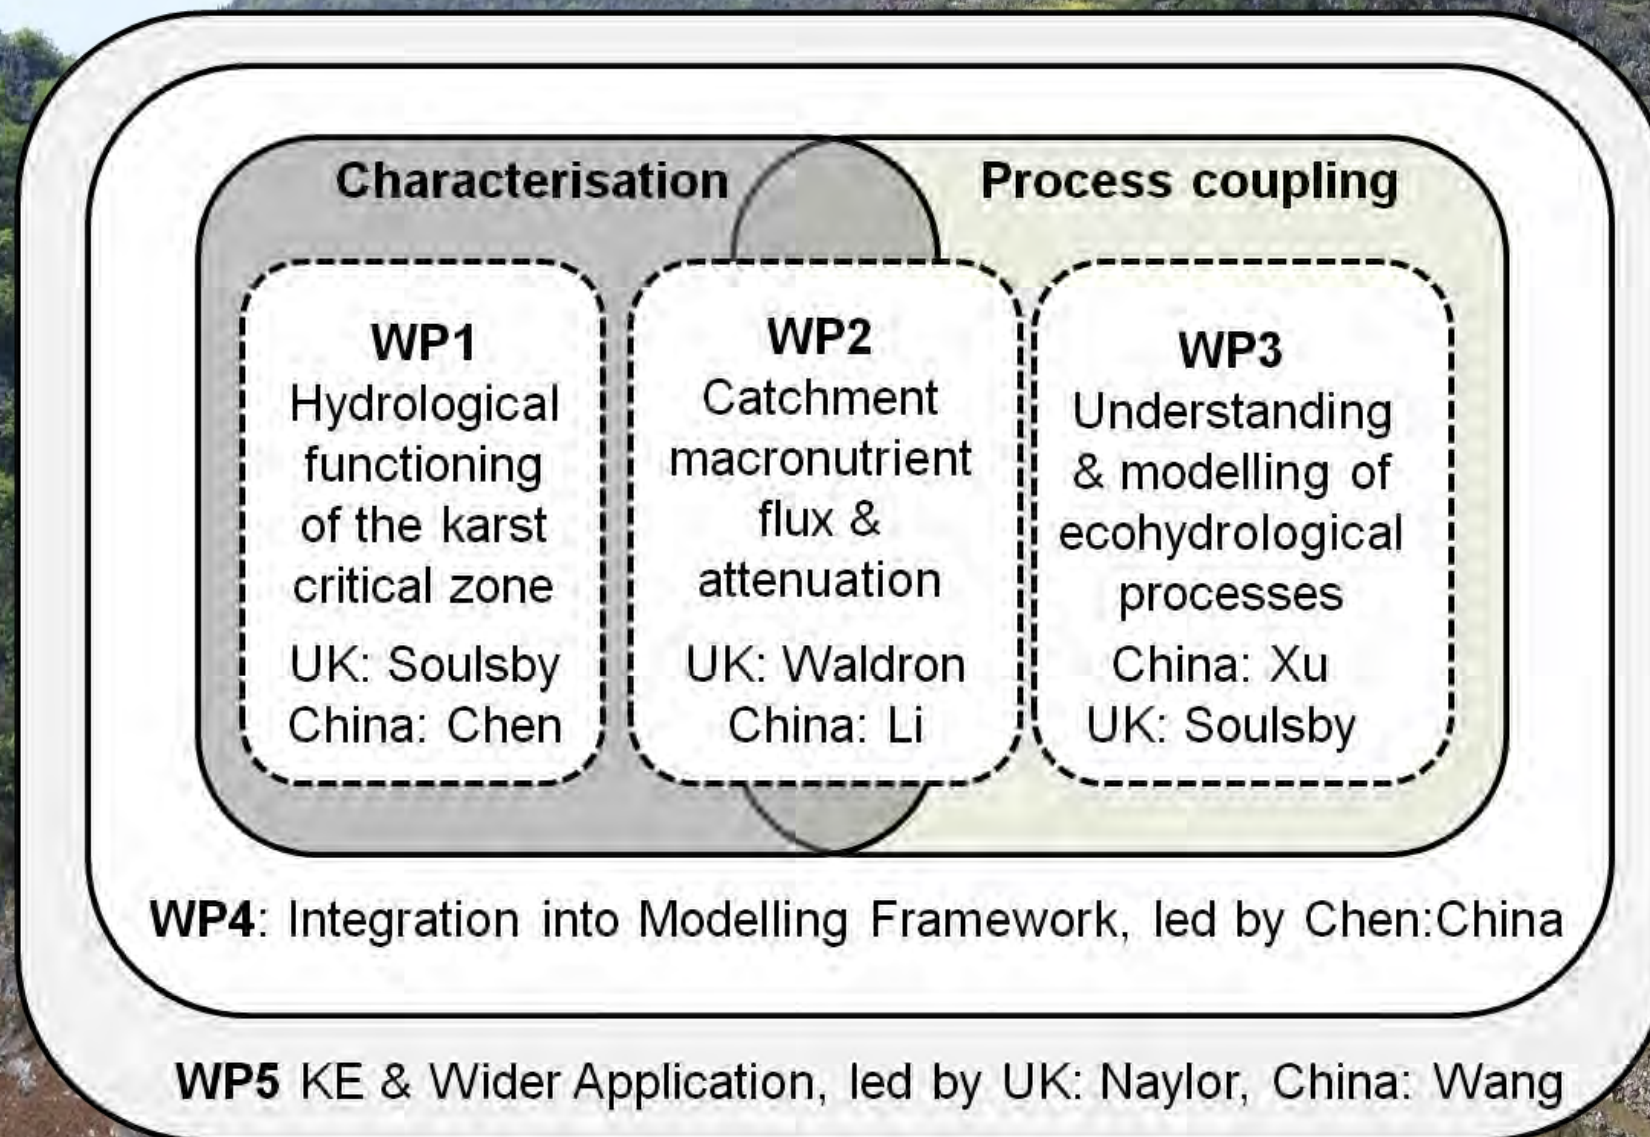 Characterisation
Process coupling
WP1
Hydrological
functioning
of the karst
critical zone
UK: Soulsby
China: Chen
WP2
Catchment
macronutrient
flux &
attenuation
UK: Waldron
China: Li
WP3
Understanding
& modelling of
ecohydrological
processes
China: Xu
UK: Soulsby
WP4: Integration into Modelling Framework, led by Chen:China
WP5 KE & Wider Application, led by UK: Naylor, China: Wang